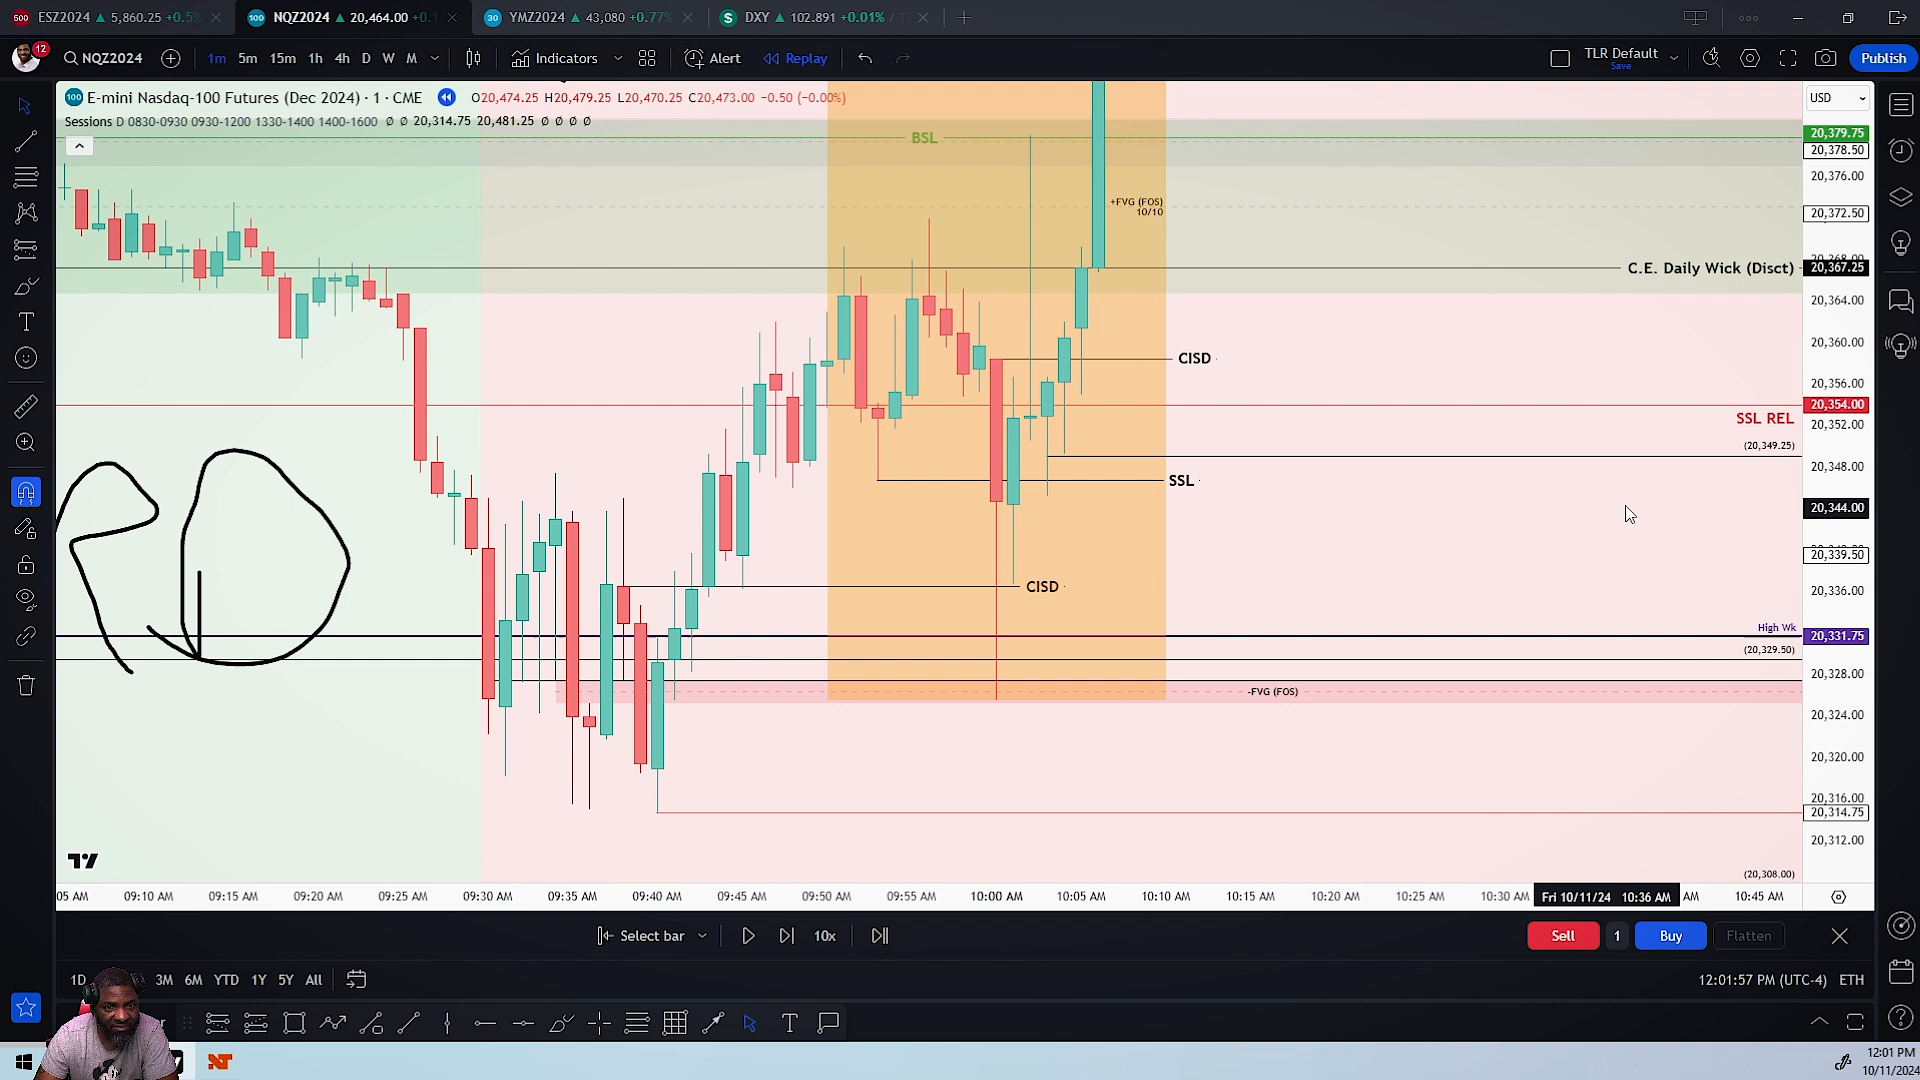 500 ESZ2024 ▲ 5,860.25 +0.5%
100 NQZ2024 ▲ 20,464.00 +0.1
30 YMZ2024 ▲ 43,080 +0.77%
S DXY ▲ 102.891 +0.01%
12 NQZ2024 1m 5m 15m 1h 4h D W M Indicators Alert Replay TLR Default Publish
Save
100 E-mini Nasdaq-100 Futures (Dec 2024) · 1 · CME O20,474.25 H20,479.25 L20,470.25 C20,473.00 −0.50 (−0.00%)
USD
Sessions D 0830-0930 0930-1200 1330-1400 1400-1600 ∅ ∅ 20,314.75 20,481.25 ∅ ∅ ∅ ∅
BSL
20,379.75
20,378.50
20,376.00
+FVG (FOS)
10/10
20,372.50
C.E. Daily Wick (Disct)
20,367.25
20,364.00
20,360.00
CISD
20,356.00
20,354.00
SSL REL
20,352.00
(20,349.25)
20,348.00
SSL
20,344.00
20,339.50
CISD
20,336.00
High Wk
20,331.75
(20,329.50)
20,328.00
-FVG (FOS)
20,324.00
20,320.00
20,316.00
20,314.75
20,312.00
(20,308.00)
05 AM 09:10 AM 09:15 AM 09:20 AM 09:25 AM 09:30 AM 09:35 AM 09:40 AM 09:45 AM 09:50 AM 09:55 AM 10:00 AM 10:05 AM 10:10 AM 10:15 AM 10:20 AM 10:25 AM 10:30 AM Fri 10/11/24 10:36 AM AM 10:45 AM
Select bar 10x Sell 1 Buy Flatten
1D 3M 6M YTD 1Y 5Y All 12:01:57 PM (UTC-4) ETH
12:01 PM
10/11/2024